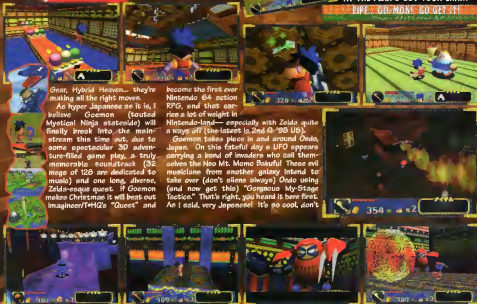 PIPE... GO-MON! GO GET IT!
Gear, Hybrid Heaven... they're
making all the right moves.
As hyper Japanese as it is, I
believe Goemon (touted
Mystical Ninja stateside) will
finally break into the main-
stream this time out, due to
some spectacular 3D adven-
ture-filled game play, a truly
memorable soundtrack (32
megs of 128 are dedicated to
music) and one long, diverse,
Zelda-esque quest. If Goemon
makes Christmas it will beat out
Imagineer/T•HQ's "Quest" and
become the first ever
Nintendo 64 action
RPG, and that car-
ries a lot of weight in
Nintendo-land— especially with Zelda quite
a ways off (the latest is 2nd Q. '98 US).
Goemon takes place in and around Oedo,
Japan. On this fateful day a UFO appears
carrying a band of invaders who call them-
selves the Neo Mt. Momo Bakufu! These evil
musicians from another galaxy intend to
take over (don't aliens always) Ondo using
(and now get this) "Gorgeous My-Stage
Tactic." That's right, you heard it here first.
As I said, very Japanese! It's so cool, don't
320
354 x2